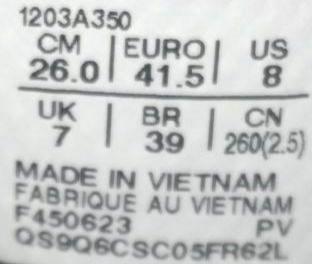 1203A350
CM | EURO | US
26.0 | 41.5 | 8
UK | BR | CN
7 | 39 | 260(2.5)
MADE IN VIETNAM
FABRIQUE AU VIETNAM
F450623 PV
QS9Q6CSC05FR62L